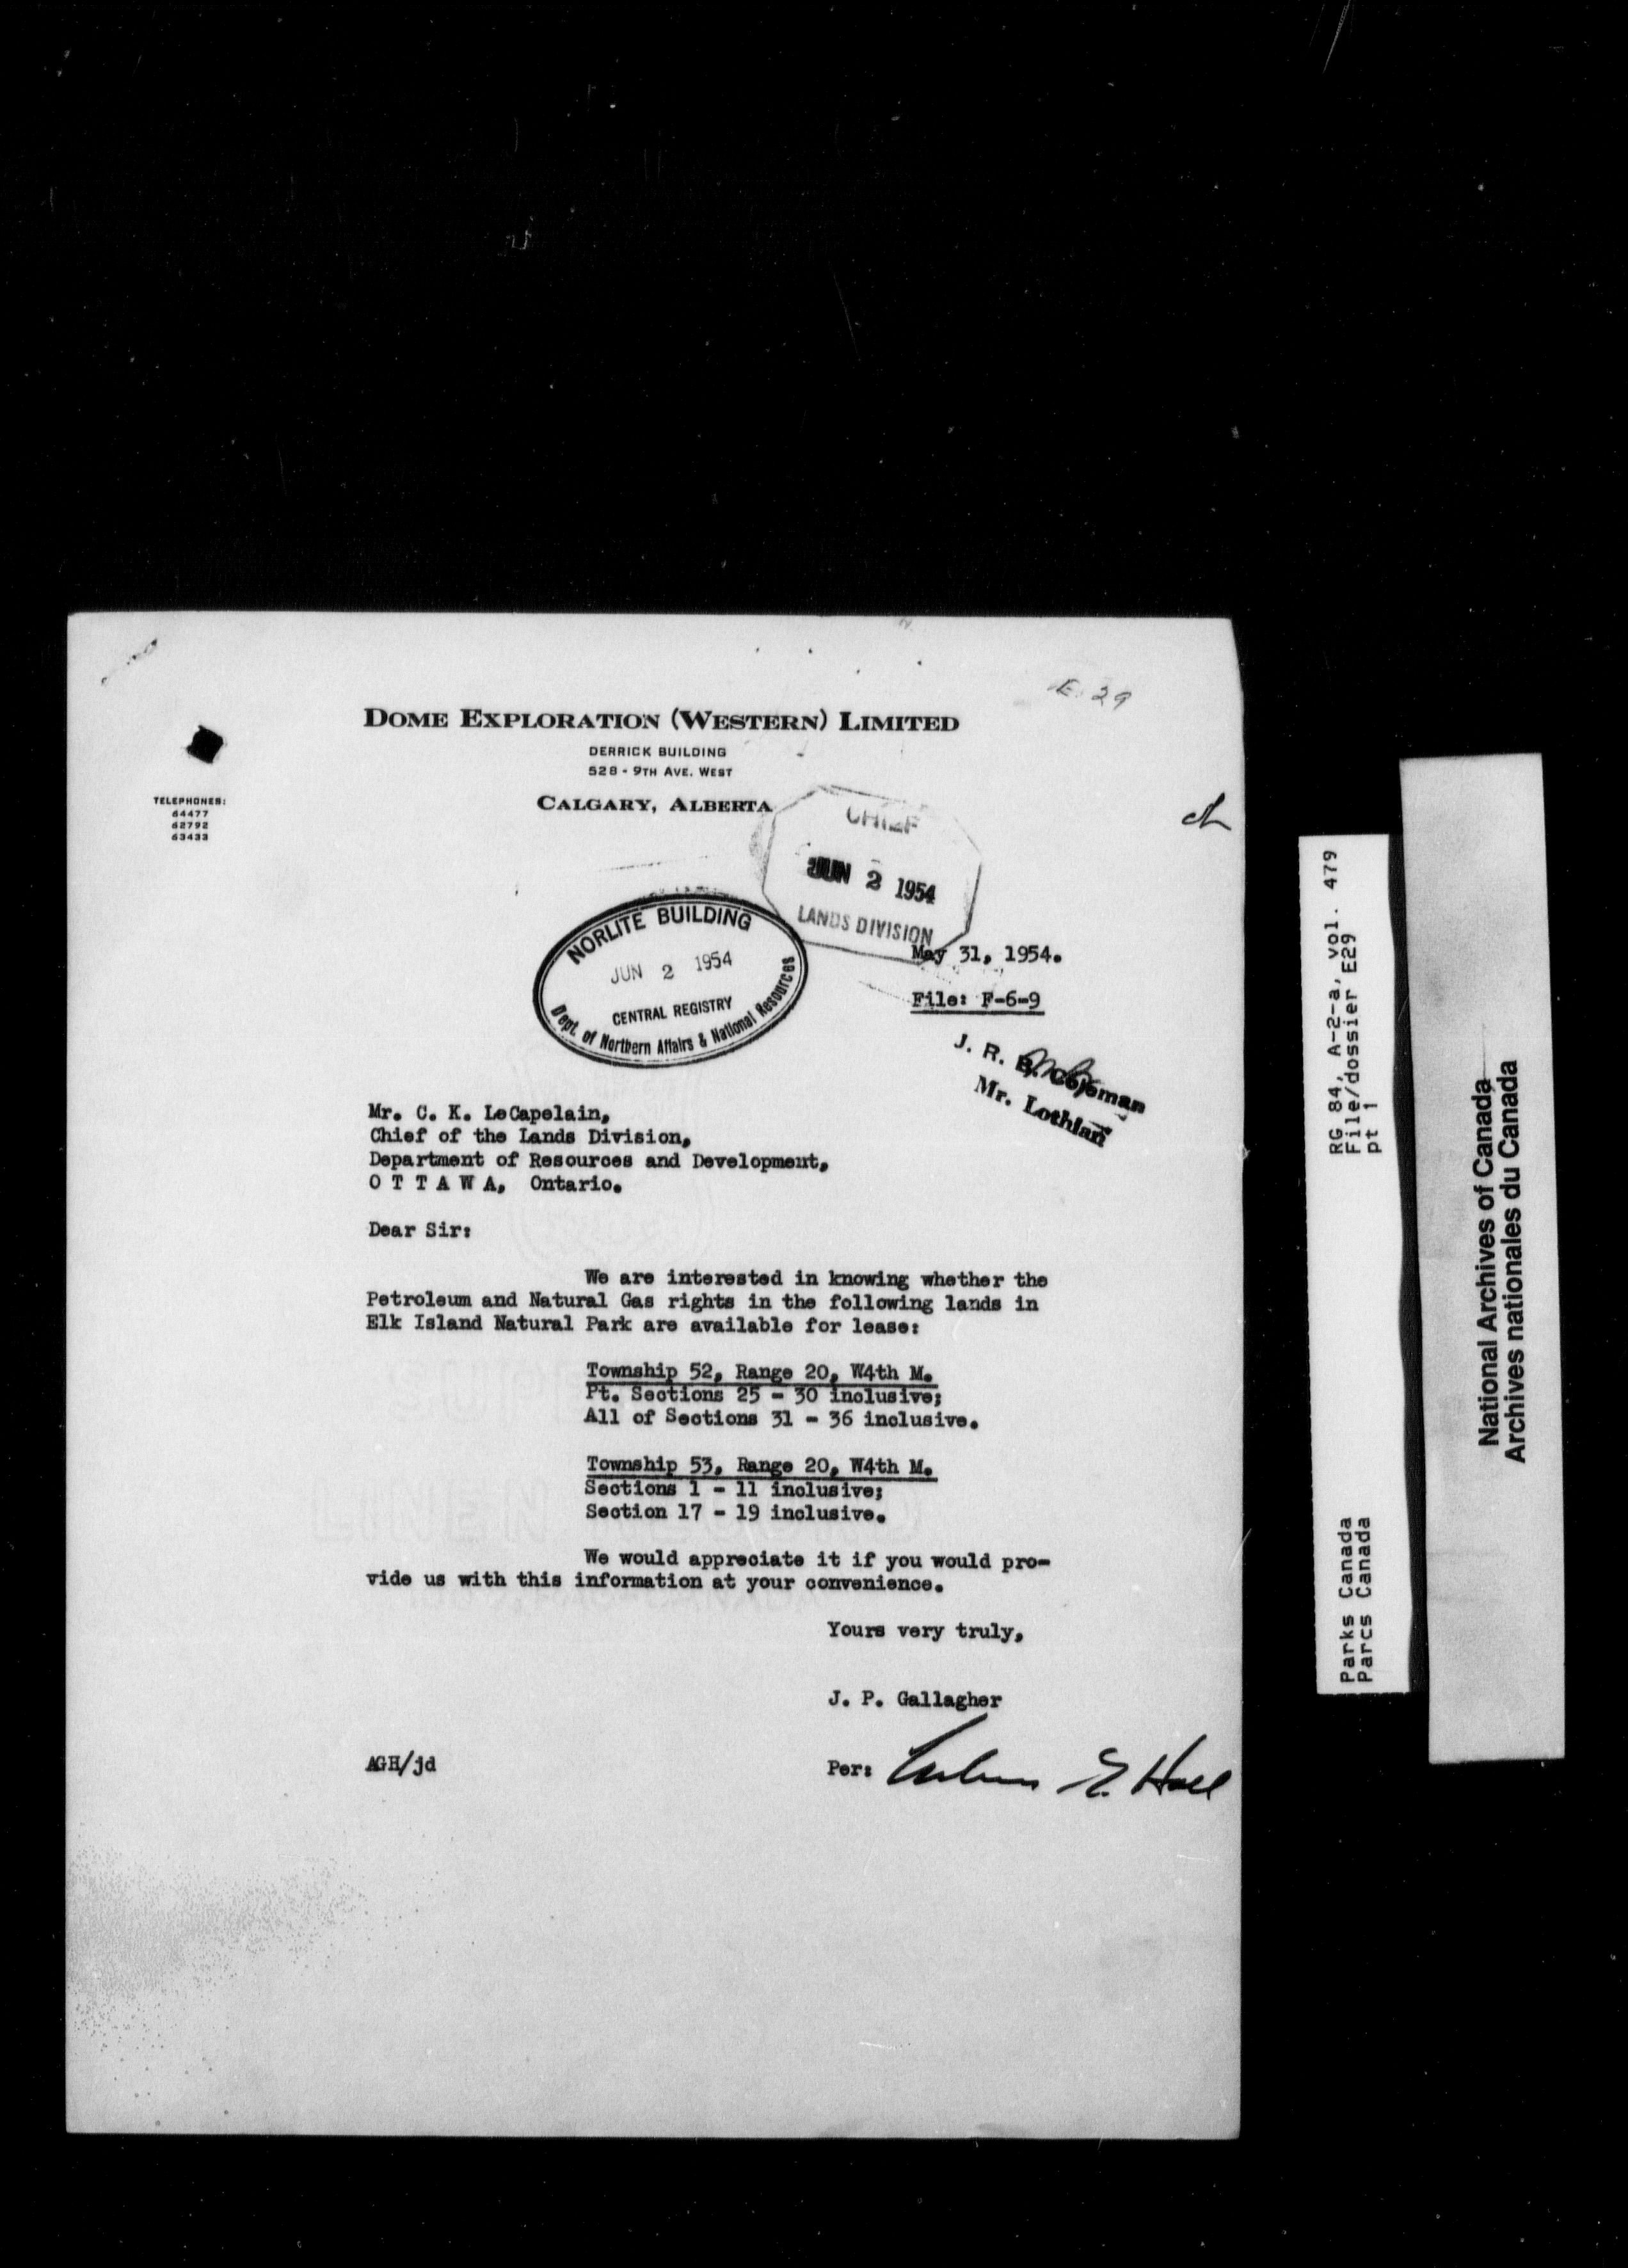 E. 29
DOME EXPLORATION (WESTERN) LIMITED
DERRICK BUILDING
528 - 9TH AVE. WEST
CALGARY, ALBERTA
TELEPHONES:
64477
62792
63433
CHIEF
JUN 2 1954
LANDS DIVISION
NORLITE BUILDING
JUN 2 1954
CENTRAL REGISTRY
Dept. of Northern Affairs & National Resources
May 31, 1954.
File: F-6-9
J. R. B. Coleman
Mr. Lothian
Mr. C. K. LeCapelain,
Chief of the Lands Division,
Department of Resources and Development,
O T T A W A, Ontario.
Dear Sir:
We are interested in knowing whether the
Petroleum and Natural Gas rights in the following lands in
Elk Island Natural Park are available for lease:
Township 52, Range 20, W4th M.
Pt. Sections 25 - 30 inclusive;
All of Sections 31 - 36 inclusive.
Township 53, Range 20, W4th M.
Sections 1 - 11 inclusive;
Section 17 - 19 inclusive.
We would appreciate it if you would pro-
vide us with this information at your convenience.
Yours very truly,
J. P. Gallagher
AGH/jd
Per: E. Hall
RG 84, A-2-a, vol. 479
File/dossier E29
pt 1
Parks Canada
Parcs Canada
National Archives of Canada
Archives nationales du Canada